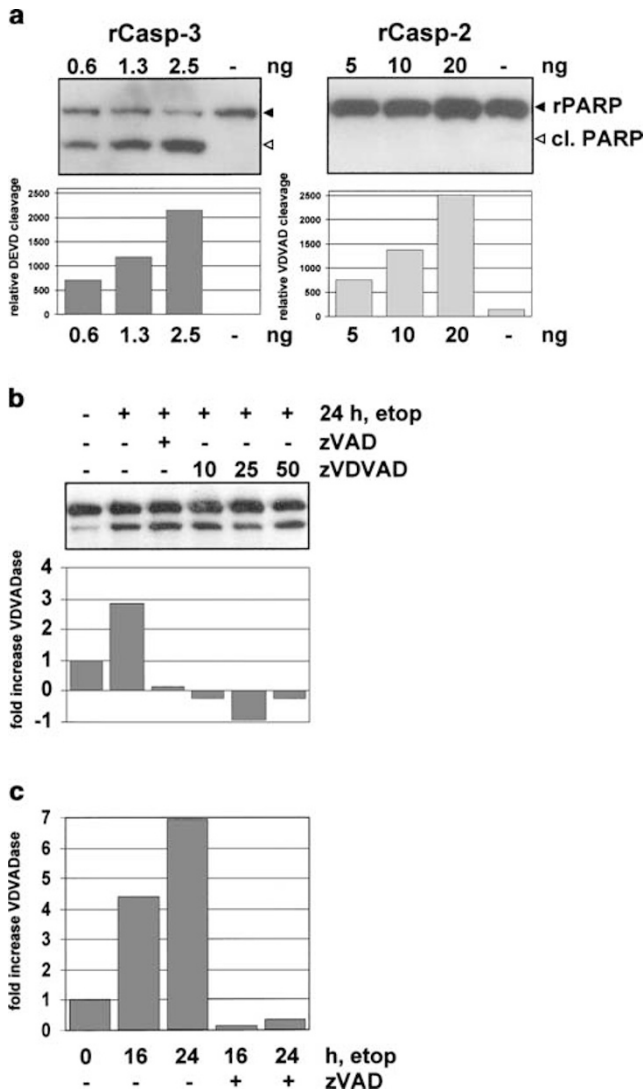 a
rCasp-3
rCasp-2
0.6 1.3 2.5 - ng
5 10 20 - ng
rPARP
cl. PARP
relative DEVD cleavage
2500
2000
1500
1000
500
0
0.6 1.3 2.5 - ng
relative VDVAD cleavage
2500
2000
1500
1000
500
0
5 10 20 - ng
b
- + + + + + 24 h, etop
- - + - - - zVAD
- - - 10 25 50 zVDVAD
fold increase VDVADase
4
3
2
1
0
-1
c
fold increase VDVADase
7
6
5
4
3
2
1
0
0 16 24 16 24 h, etop
- - - + + zVAD